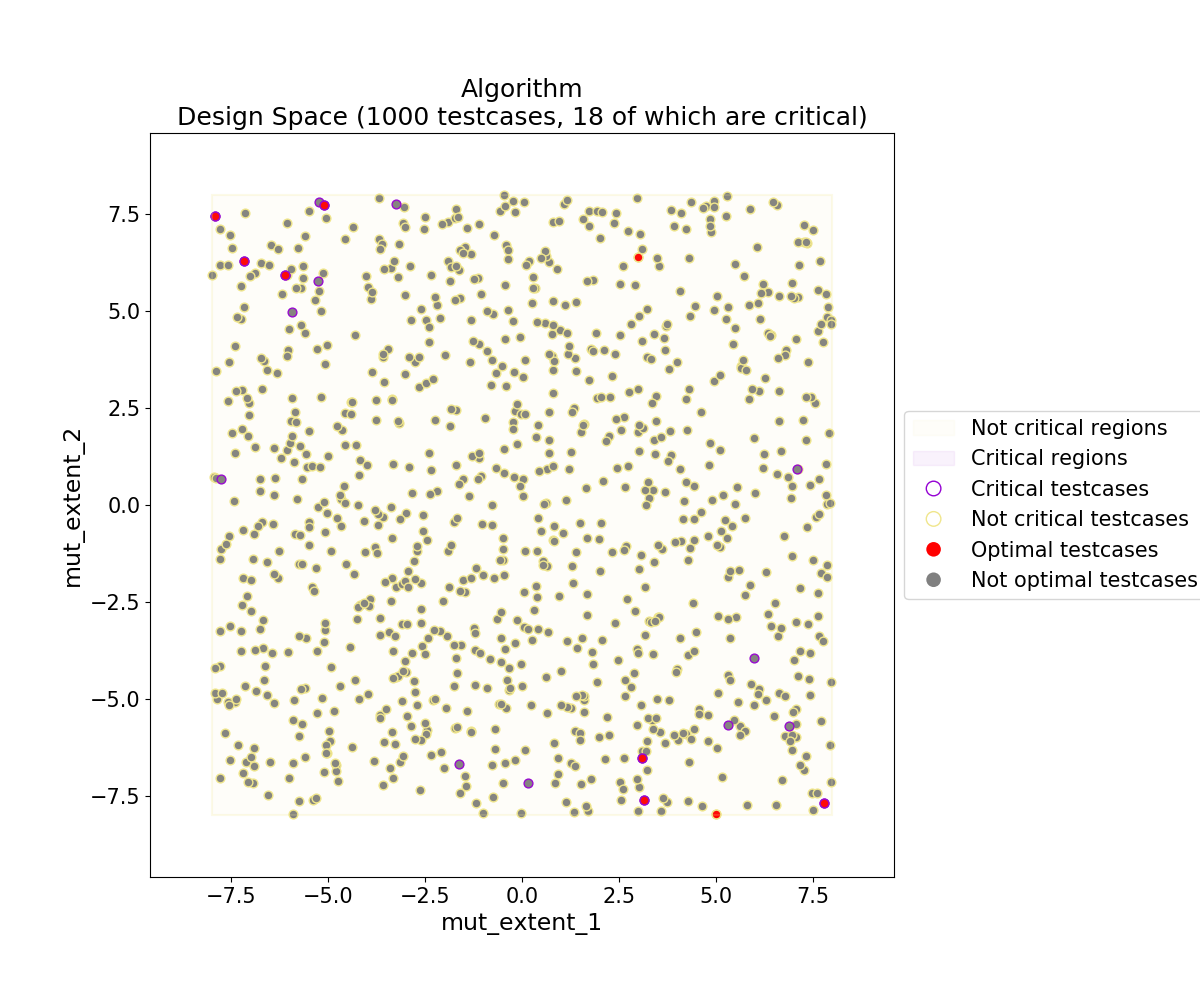 Algorithm
Design Space (1000 testcases, 18 of which are critical)
7.5
5.0
2.5
0.0
−2.5
−5.0
−7.5
mut_extent_2
−7.5 −5.0 −2.5 0.0 2.5 5.0 7.5
mut_extent_1
Not critical regions
Critical regions
Critical testcases
Not critical testcases
Optimal testcases
Not optimal testcases